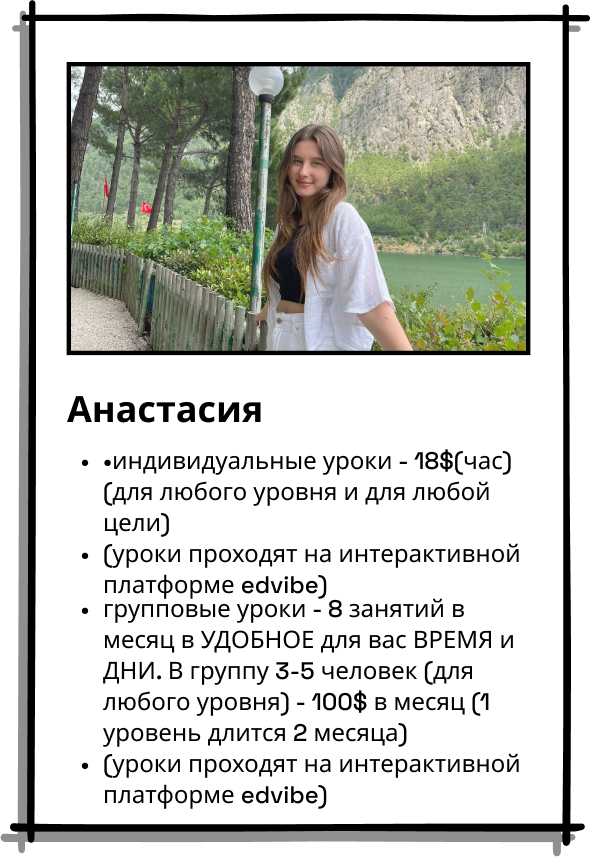 Анастасия
• •индивидуальные уроки - 18$(час)
(для любого уровня и для любой
цели)
• (уроки проходят на интерактивной
платформе edvibe)
• групповые уроки - 8 занятий в
месяц в УДОБНОЕ для вас ВРЕМЯ и
ДНИ. В группу 3-5 человек (для
любого уровня) - 100$ в месяц (1
уровень длится 2 месяца)
• (уроки проходят на интерактивной
платформе edvibe)